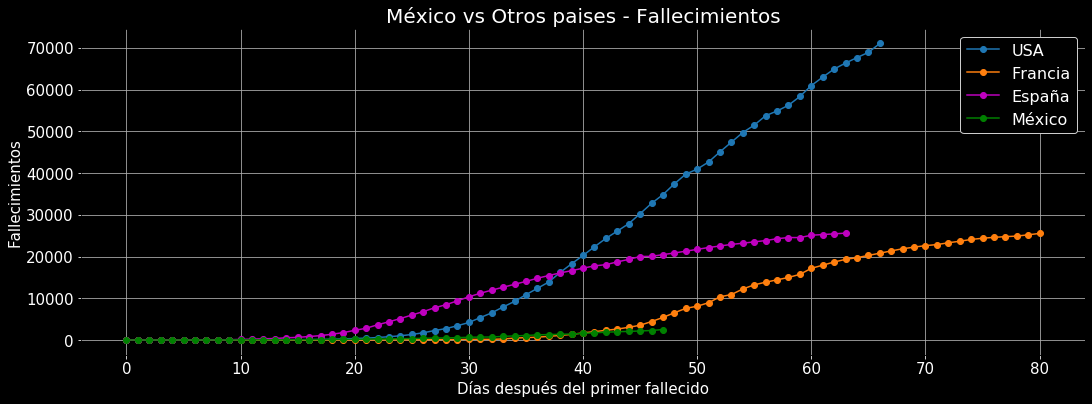 México vs Otros paises - Fallecimientos
USA
Francia
España
México
Fallecimientos
70000
60000
50000
40000
30000
20000
10000
0
0 10 20 30 40 50 60 70 80
Días después del primer fallecido